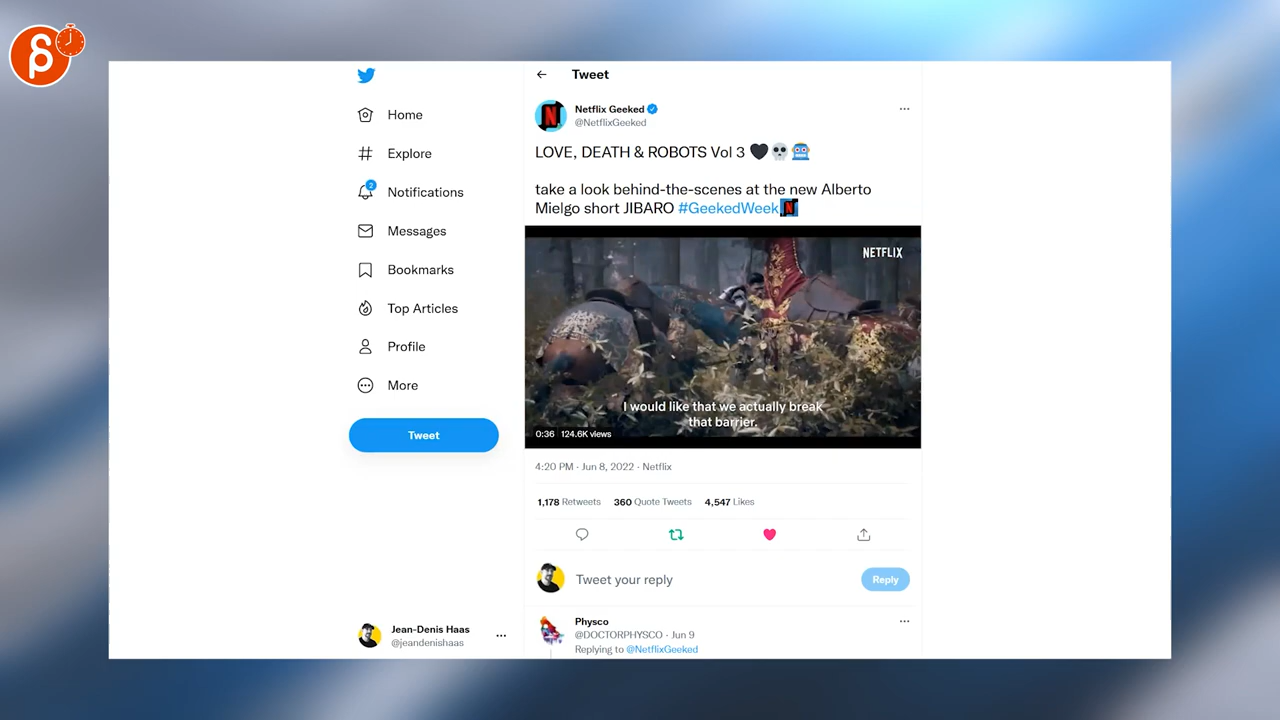 Tweet
Netflix Geeked
@NetflixGeeked
Home
Explore
2
Notifications
Messages
Bookmarks
Top Articles
Profile
More
Tweet
LOVE, DEATH & ROBOTS Vol 3 🖤💀🤖
take a look behind-the-scenes at the new Alberto
Mielgo short JIBARO #GeekedWeek
NETFLIX
I would like that we actually break
that barrier.
0:36 124.6K views
4:20 PM · Jun 8, 2022 · Netflix
1,178 Retweets 360 Quote Tweets 4,547 Likes
Tweet your reply
Reply
Jean-Denis Haas
@jeandenishaas
Physco
@DOCTORPHYSCO · Jun 9
Replying to @NetflixGeeked